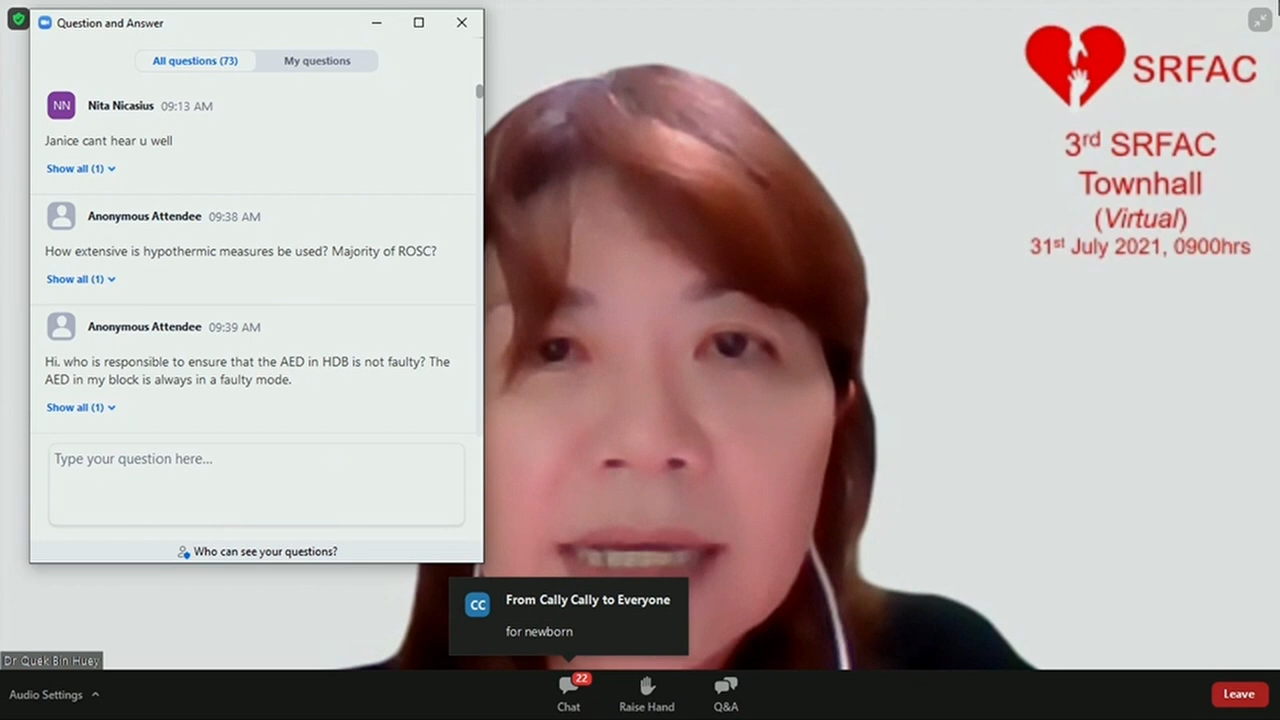 Question and Answer
All questions (73)
My questions
NN
Nita Nicasius 09:13 AM
Janice cant hear u well
Show all (1)
Anonymous Attendee 09:38 AM
How extensive is hypothermic measures be used? Majority of ROSC?
Show all (1)
Anonymous Attendee 09:39 AM
Hi. who is responsible to ensure that the AED in HDB is not faulty? The
AED in my block is always in a faulty mode.
Show all (1)
Type your question here...
Who can see your questions?
SRFAC
3rd SRFAC
Townhall
(Virtual)
31st July 2021, 0900hrs
CC
From Cally Cally to Everyone
for newborn
Dr Quek Bin Huey
Audio Settings
22
Chat
Raise Hand
Q&A
Leave